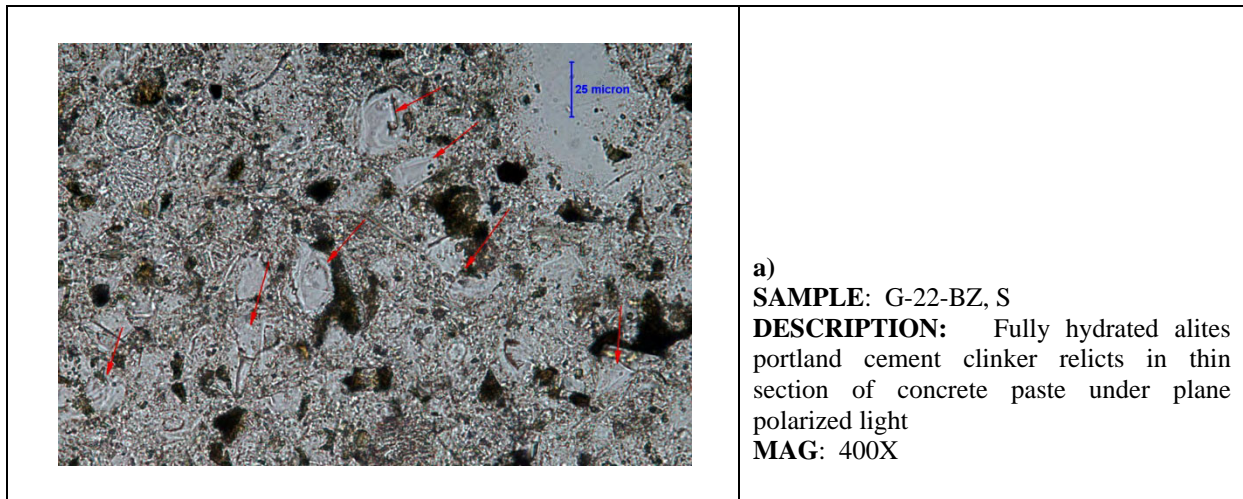 25 micron
a)
SAMPLE: G-22-BZ, S
DESCRIPTION: Fully hydrated alites
portland cement clinker relicts in thin
section of concrete paste under plane
polarized light
MAG: 400X